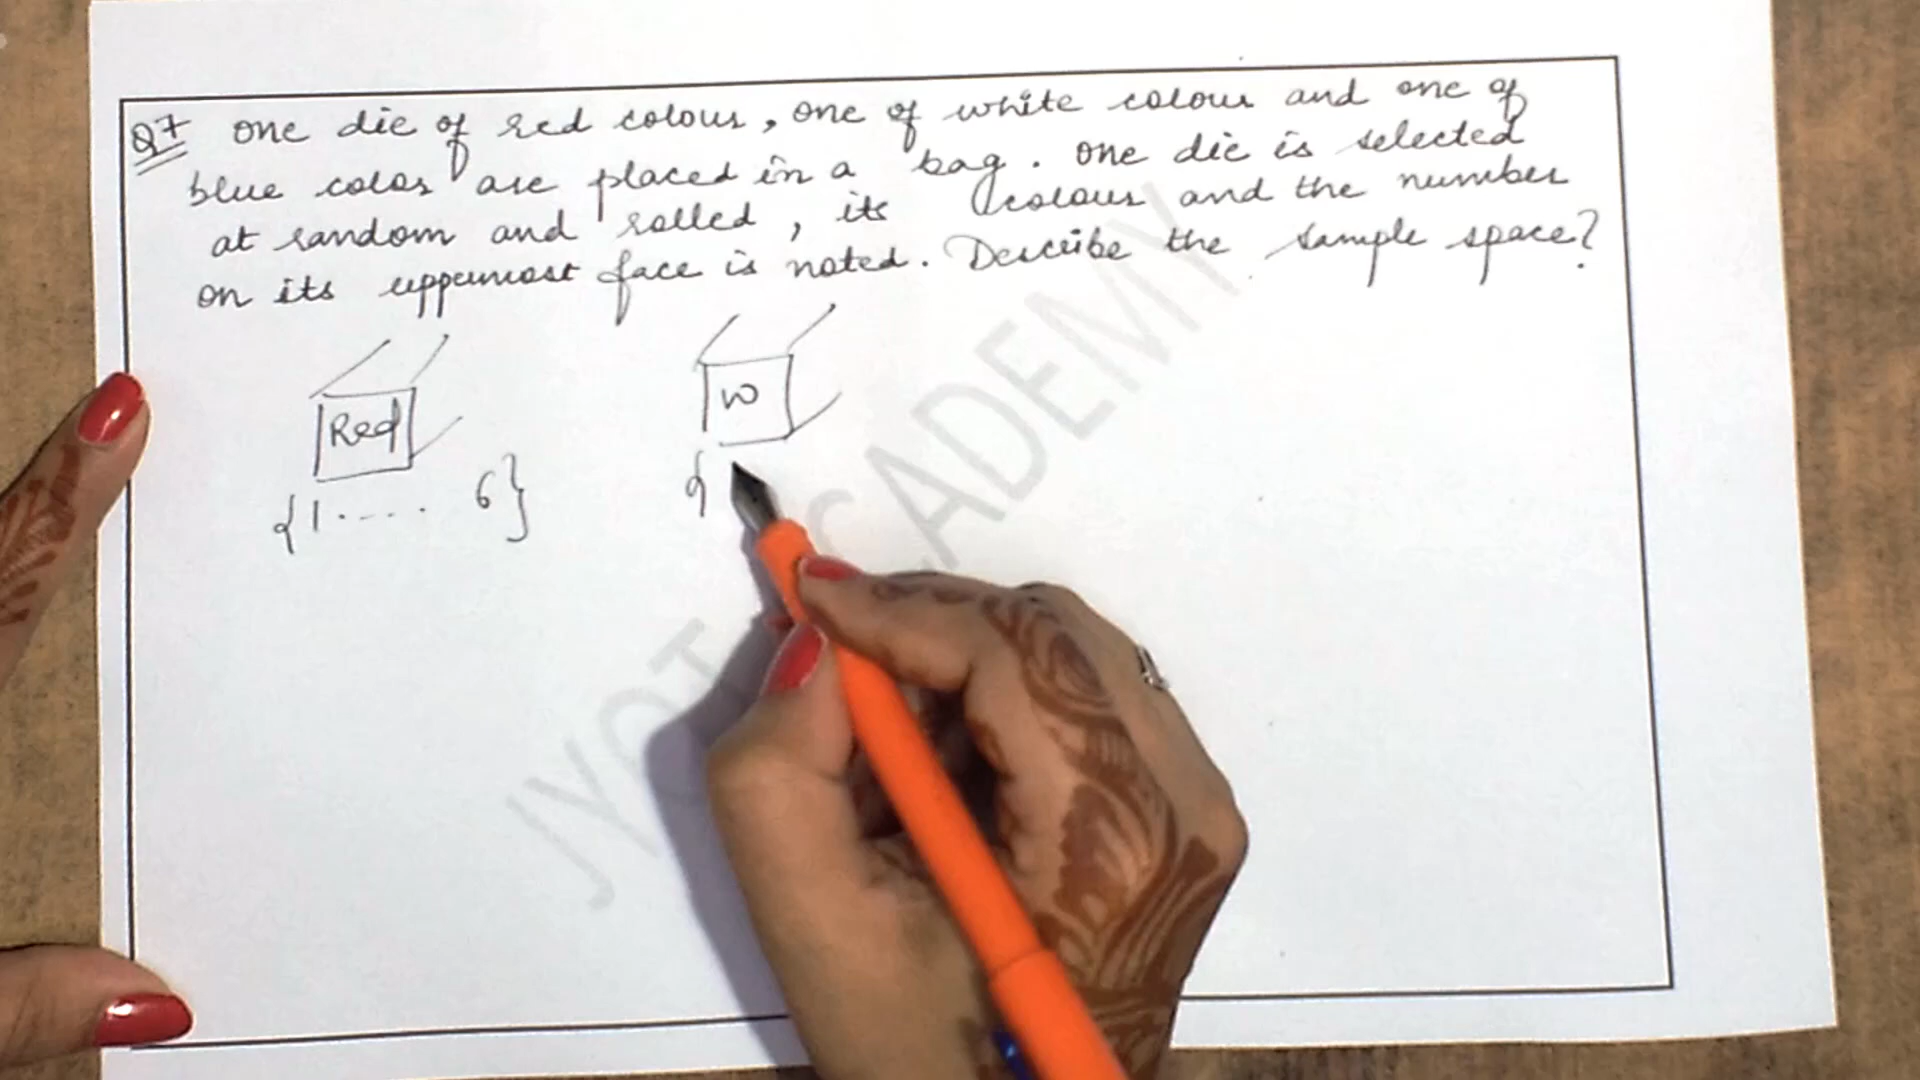 Q7 One die of red colour, one of white colour and one of
blue color are placed in a bag. One die is selected
at random and rolled, its colour and the number
on its uppermost face is noted. Describe the sample space?
Red
W
{1..... 6}
{
JYOT ACADEMY